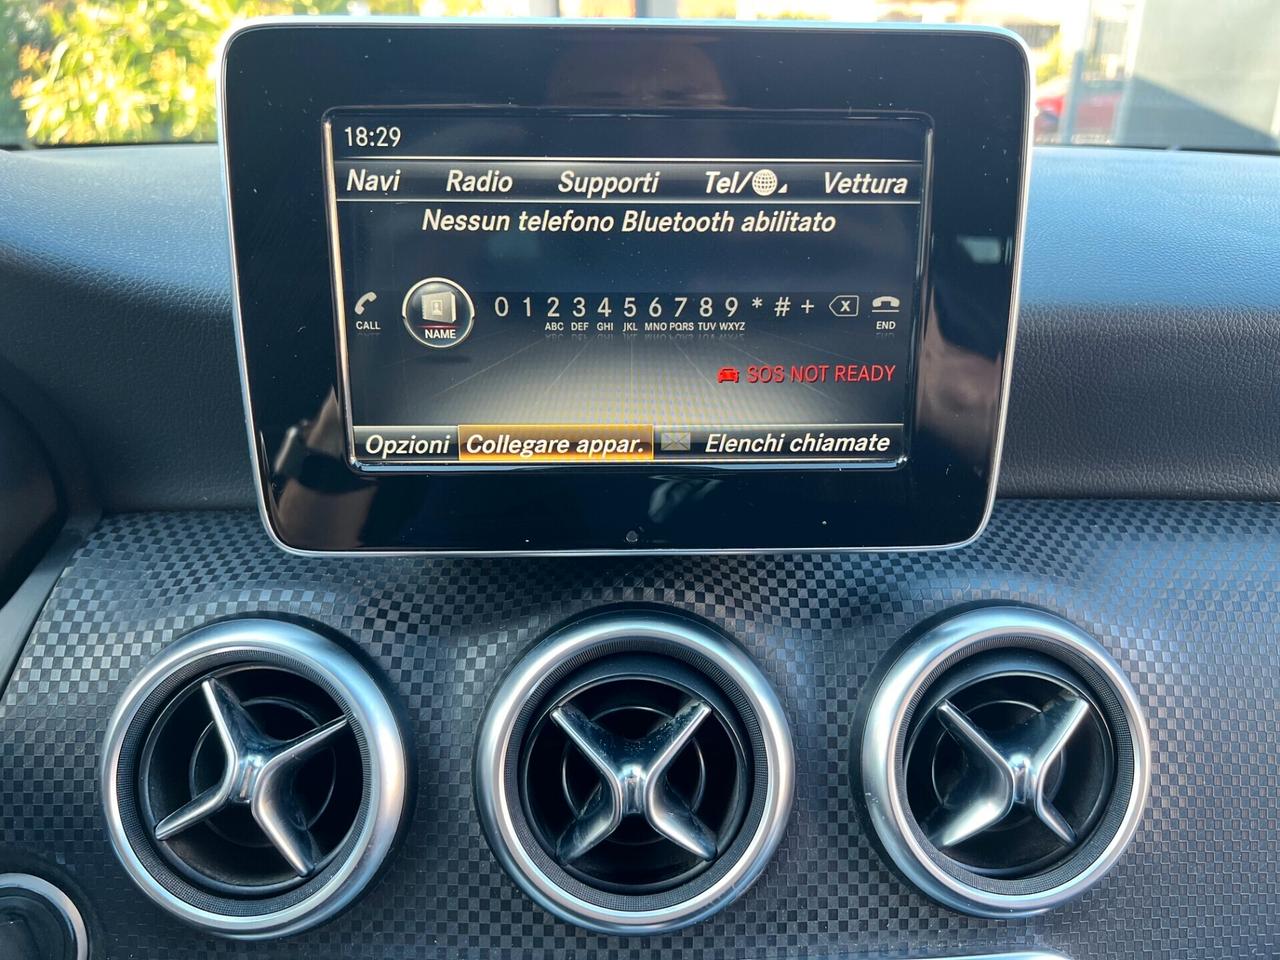 18:29
Navi Radio Supporti Tel/ Vettura
Nessun telefono Bluetooth abilitato
0 1 2 3 4 5 6 7 8 9 * # +
ABC DEF GHI JKL MNO PQRS TUV WXYZ
CALL NAME END
SOS NOT READY
Opzioni Collegare appar. Elenchi chiamate